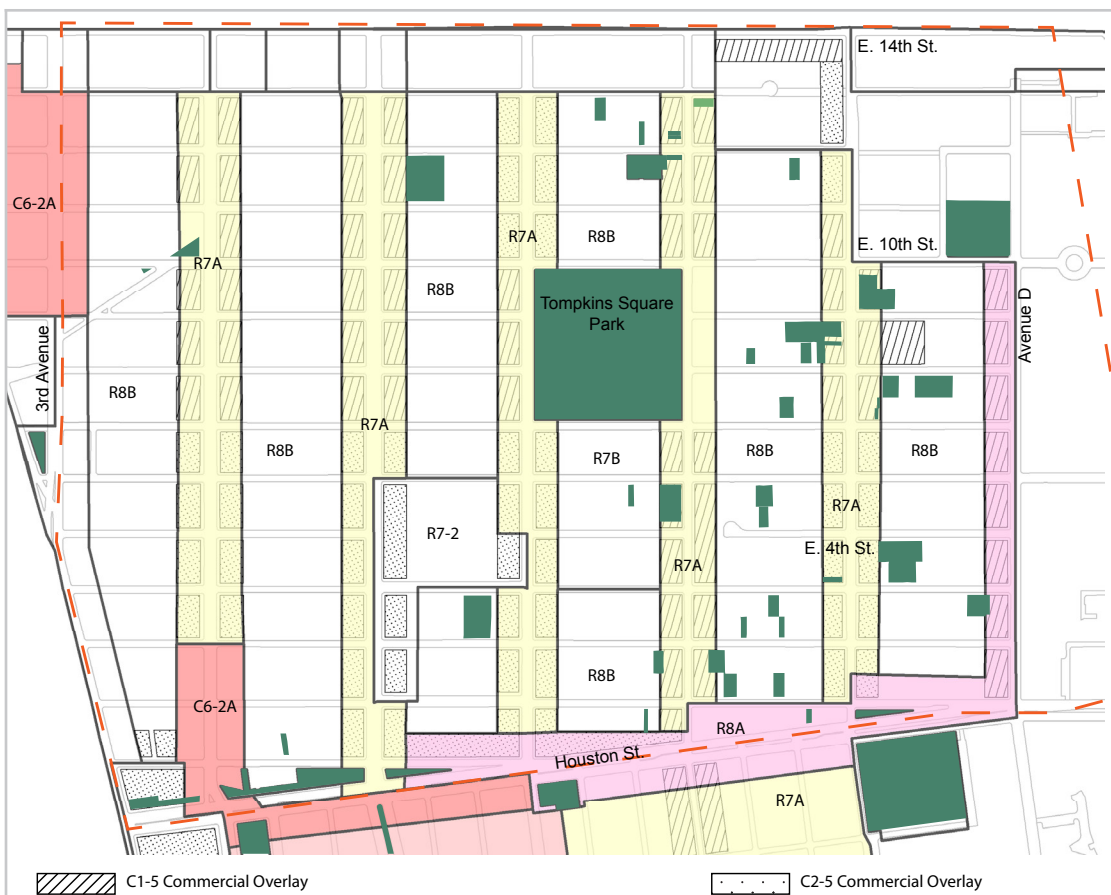 E. 14th St.
C6-2A
R7A
R7A
R8B
E. 10th St.
R8B
Tompkins Square
Park
Avenue D
3rd Avenue
R8B
R7A
R8B
R7B
R8B
R8B
R7A
R7-2
E. 4th St.
R7A
R8B
C6-2A
R8A
Houston St.
R7A
C1-5 Commercial Overlay
C2-5 Commercial Overlay